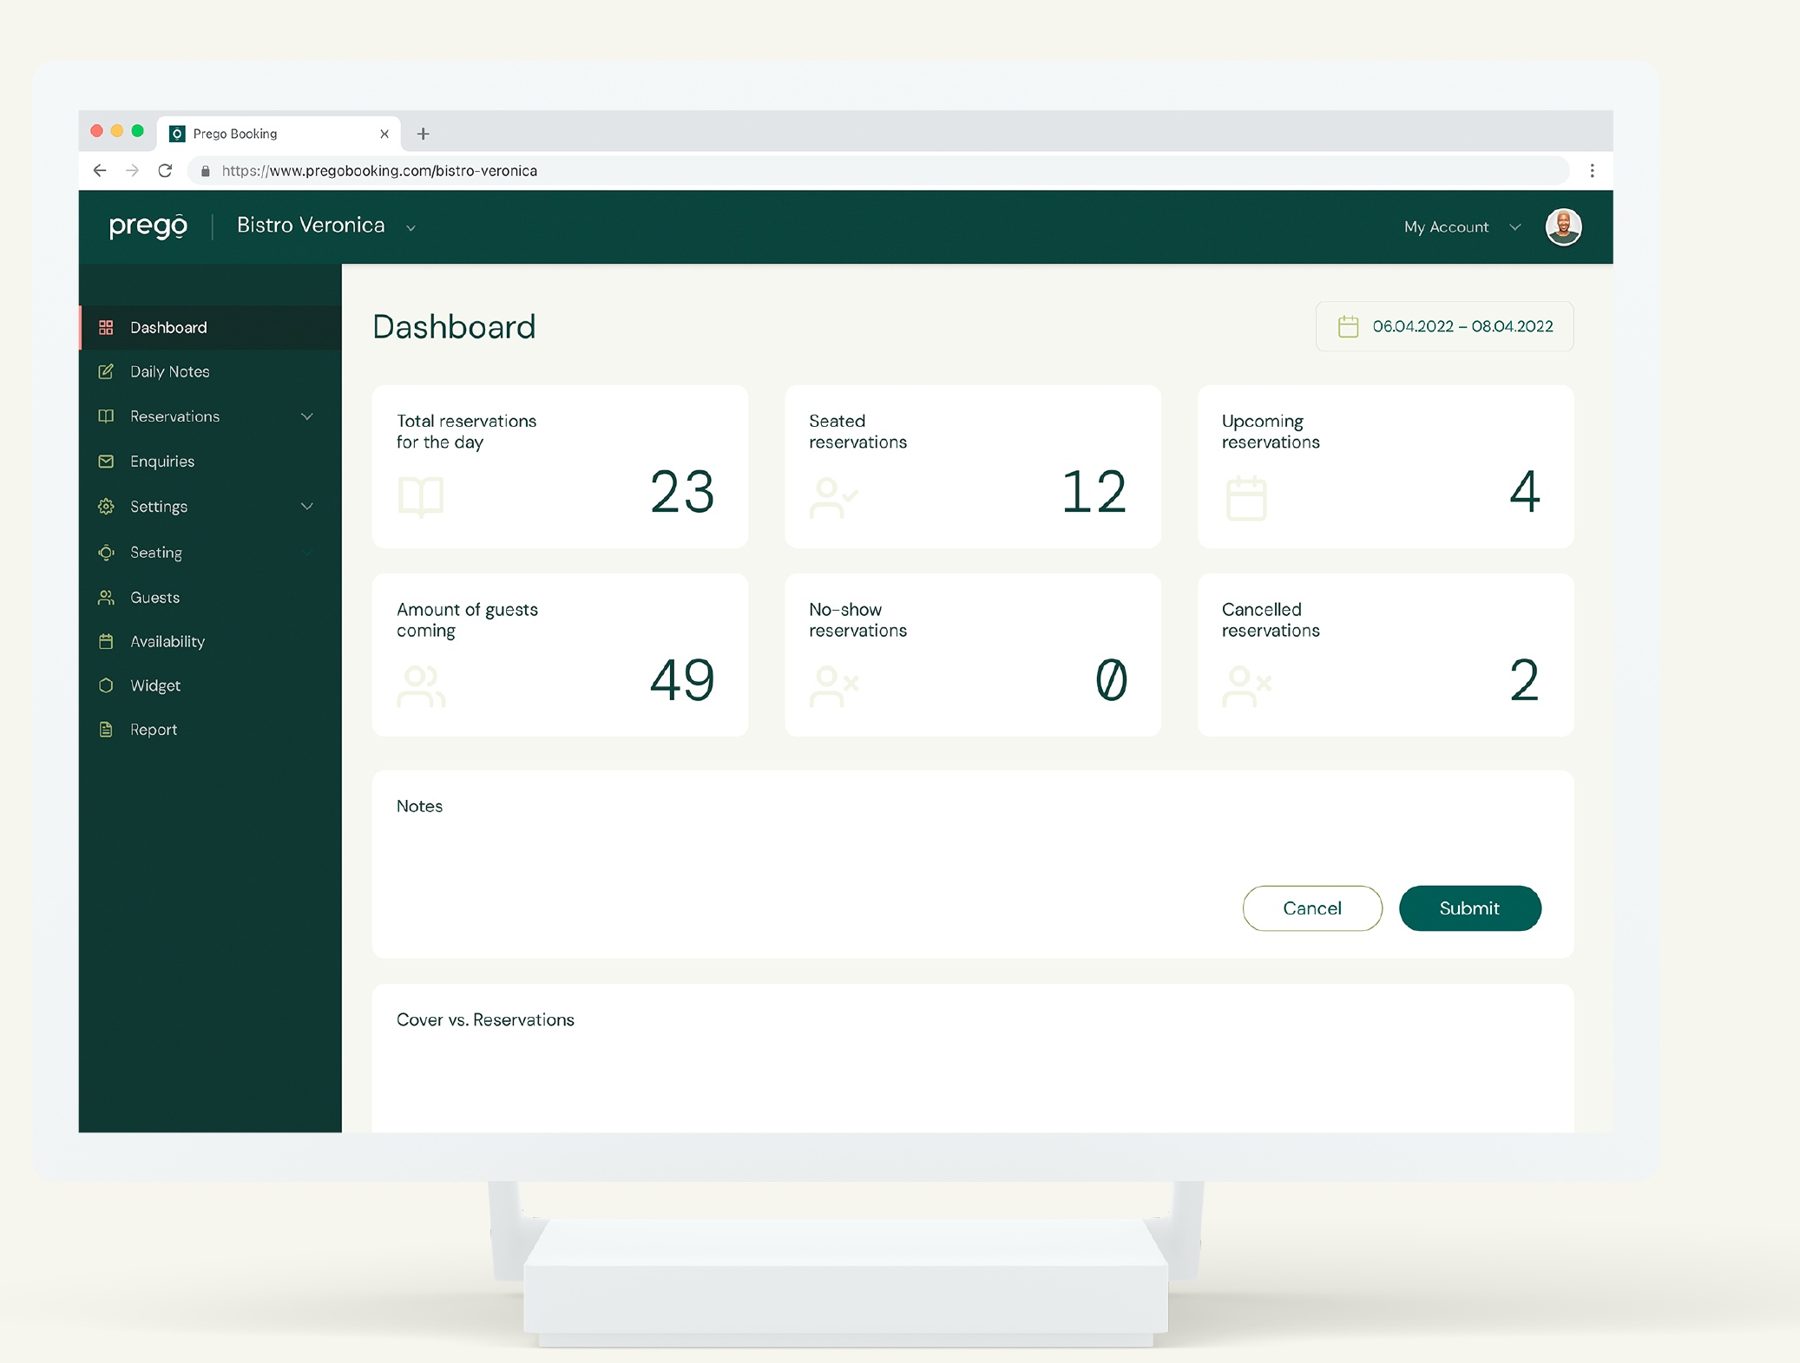 Prego Booking
https://www.pregobooking.com/bistro-veronica
prego
Bistro Veronica
My Account
Dashboard
Daily Notes
Reservations
Enquiries
Settings
Seating
Guests
Availability
Widget
Report
Dashboard
06.04.2022 – 08.04.2022
Total reservations
for the day
23
Seated
reservations
12
Upcoming
reservations
4
Amount of guests
coming
49
No-show
reservations
0
Cancelled
reservations
2
Notes
Cancel
Submit
Cover vs. Reservations